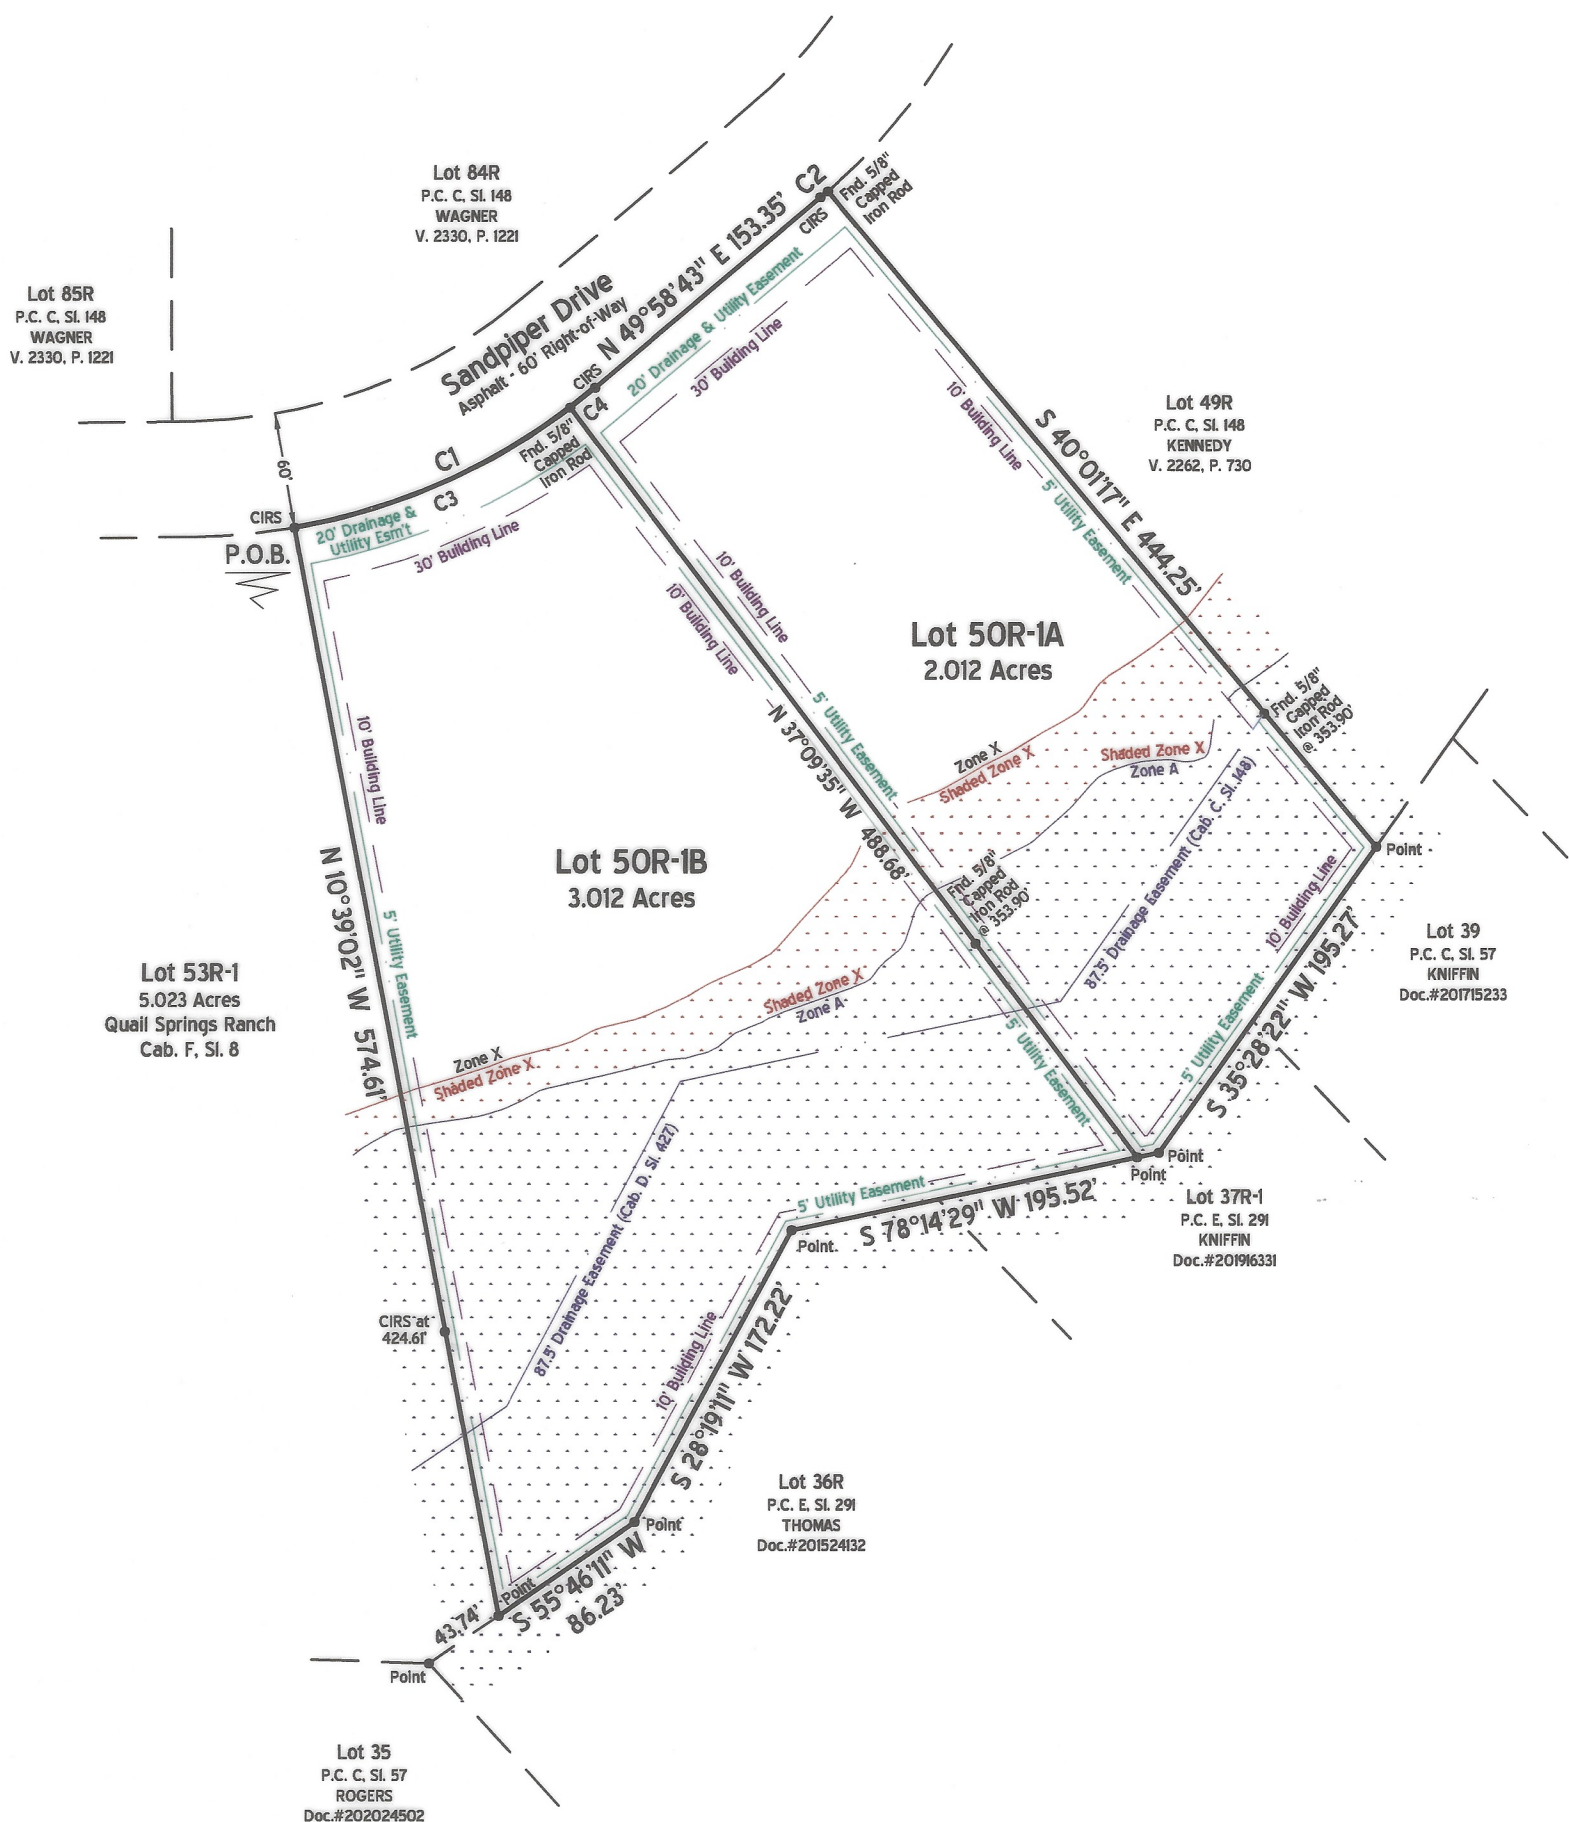 Lot 84R
P.C. C, Sl. 148
WAGNER
V. 2330, P. 1221
Lot 85R
P.C. C, Sl. 148
WAGNER
V. 2330, P. 1221
Sandpiper Drive
Asphalt - 60' Right-of-Way
N 49°58'43" E 153.35'
C2
CIRS
Fnd. 5/8"
Capped
Iron Rod
20' Drainage & Utility Easement
30' Building Line
CIRS
C4
Fnd. 5/8"
Capped
Iron Rod
C1
C3
60'
CIRS
P.O.B.
20' Drainage &
Utility Esm't
30' Building Line
10' Building Line
S 40°01'17" E 444.25'
5' Utility Easement
Lot 49R
P.C. C, Sl. 148
KENNEDY
V. 2262, P. 730
10' Building Line
10' Building Line
Lot 50R-1A
2.012 Acres
5' Utility Easement
N 37°09'35" W 488.68'
Zone X
Shaded Zone X
Shaded Zone X
Zone A
Fnd. 5/8"
Capped
Iron Rod
@ 353.90'
87.5' Drainage Easement (Cab. C, Sl. 148)
Point
10' Building Line
Lot 39
P.C. C, Sl. 57
KNIFFIN
Doc.#201715233
10' Building Line
Lot 50R-1B
3.012 Acres
Fnd. 5/8"
Capped
Iron Rod
@ 353.90'
N 10°39'02" W 574.61'
5' Utility Easement
Lot 53R-1
5.023 Acres
Quail Springs Ranch
Cab. F, Sl. 8
Shaded Zone X
Zone A
Zone X
Shaded Zone X
5' Utility Easement
5' Utility Easement
S 35°28'22" W 195.27'
Point
Point
Lot 37R-1
P.C. E, Sl. 291
KNIFFIN
Doc.#201916331
5' Utility Easement
S 78°14'29" W 195.52'
Point
87.5' Drainage Easement (Cab. D, Sl. 427)
CIRS at
424.61'
10' Building Line
S 28°19'11" W 172.22'
Lot 36R
P.C. E, Sl. 291
THOMAS
Doc.#201524132
Point
Point
S 55°46'11" W
86.23'
43.74'
Point
Lot 35
P.C. C, Sl. 57
ROGERS
Doc.#202024502